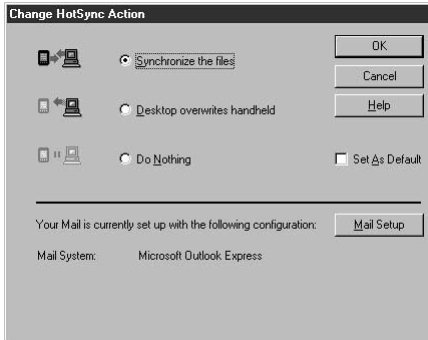 Change HotSync Action
Synchronize the files
OK
Cancel
Desktop overwrites handheld
Help
Do Nothing
Set As Default
Your Mail is currently set up with the following configuration:
Mail Setup
Mail System:
Microsoft Outlook Express